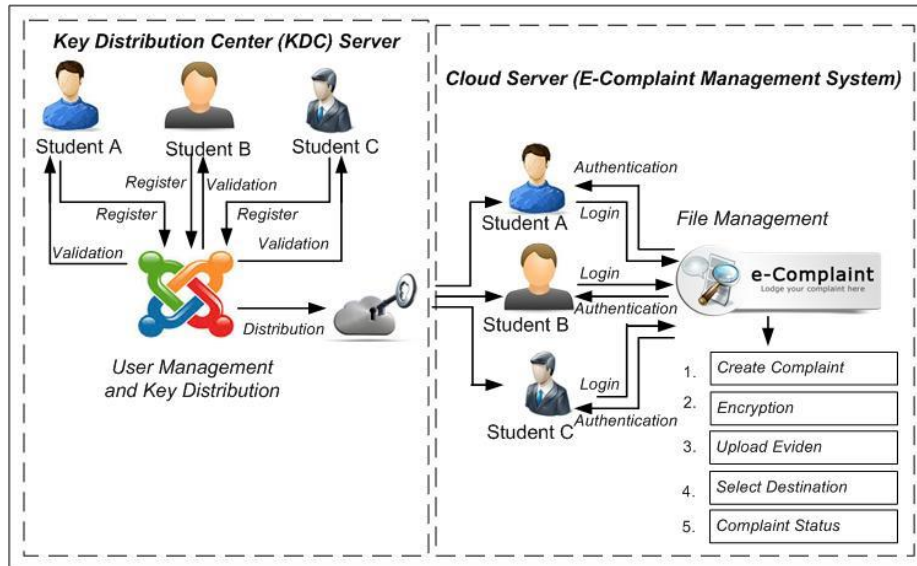 Key Distribution Center (KDC) Server
Student A
Student B
Student C
Register
Validation
Register
Register
Validation
Validation
Distribution
User Management
and Key Distribution
Cloud Server (E-Complaint Management System)
Authentication
Login
Student A
File Management
Login
e-Complaint
Lodge your complaint here
Authentication
Student B
Login
Authentication
Student C
1. Create Complaint
2. Encryption
3. Upload Eviden
4. Select Destination
5. Complaint Status